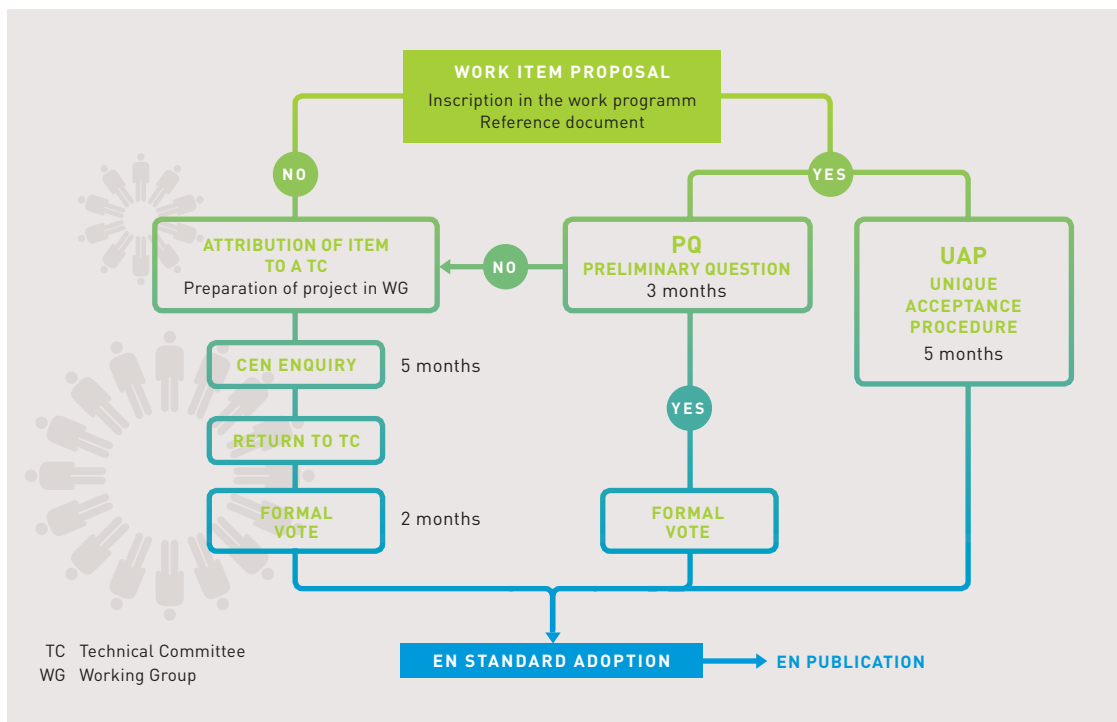 WORK ITEM PROPOSAL
Inscription in the work programm
Reference document
NO
YES
ATTRIBUTION OF ITEM
TO A TC
Preparation of project in WG
NO
PQ
PRELIMINARY QUESTION
3 months
UAP
UNIQUE
ACCEPTANCE
PROCEDURE
5 months
CEN ENQUIRY
5 months
YES
RETURN TO TC
FORMAL
VOTE
2 months
FORMAL
VOTE
TC Technical Committee
WG Working Group
EN STANDARD ADOPTION
EN PUBLICATION